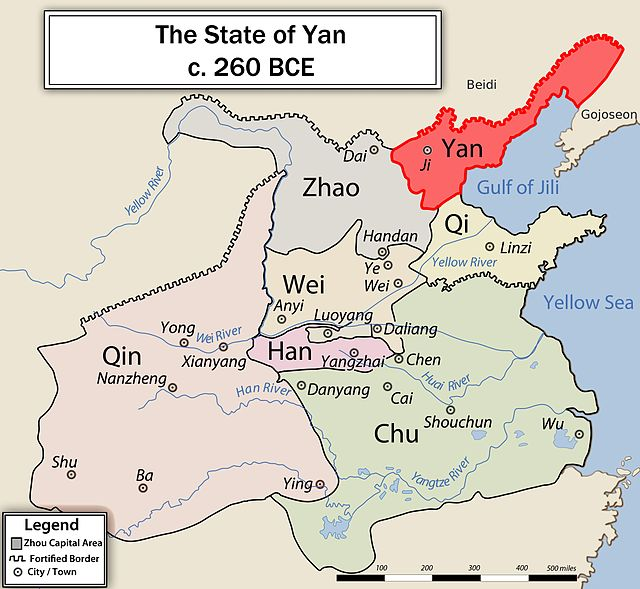 The State of Yan
c. 260 BCE
Beidi
Gojoseon
Dai
Ji
Yan
Zhao
Gulf of Jili
Yellow River
Qi
Linzi
Handan
Ye
Yellow River
Wei
Wei
Yellow Sea
Anyi
Luoyang
Daliang
Yong
Wei River
Xianyang
Qin
Han
Yangzhai
Chen
Nanzheng
Han River
Danyang
Cai
Huai River
Shouchun
Chu
Wu
Shu
Ba
Ying
Yangtze River
Legend
Zhou Capital Area
Fortified Border
City / Town
100 200 300 400 500 miles